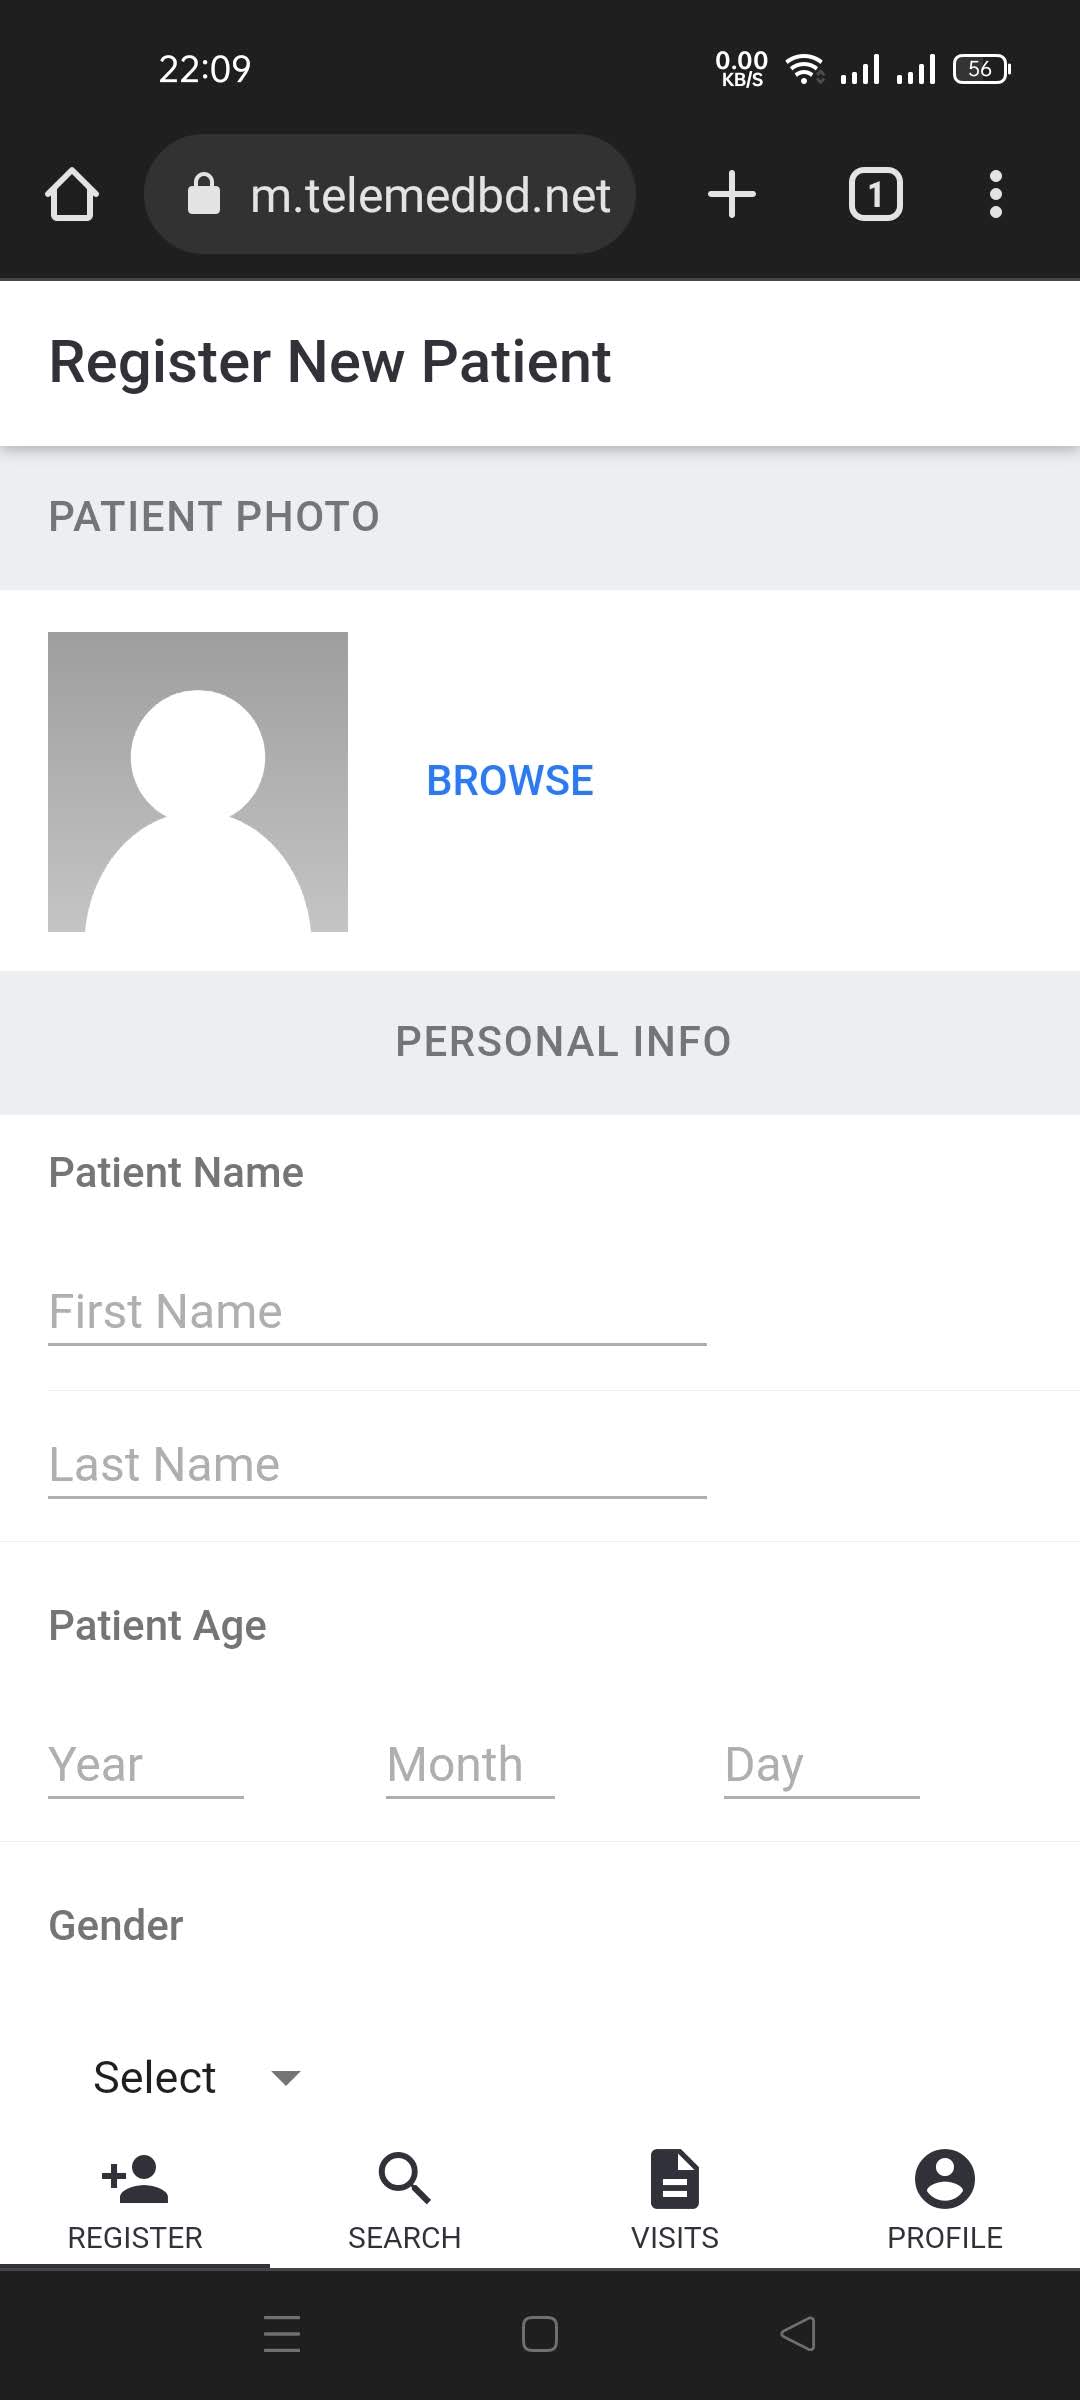 22:09
0.00
KB/S
56
m.telemedbd.net
1
Register New Patient
PATIENT PHOTO
BROWSE
PERSONAL INFO
Patient Name
First Name
Last Name
Patient Age
Year Month Day
Gender
Select
REGISTER SEARCH VISITS PROFILE